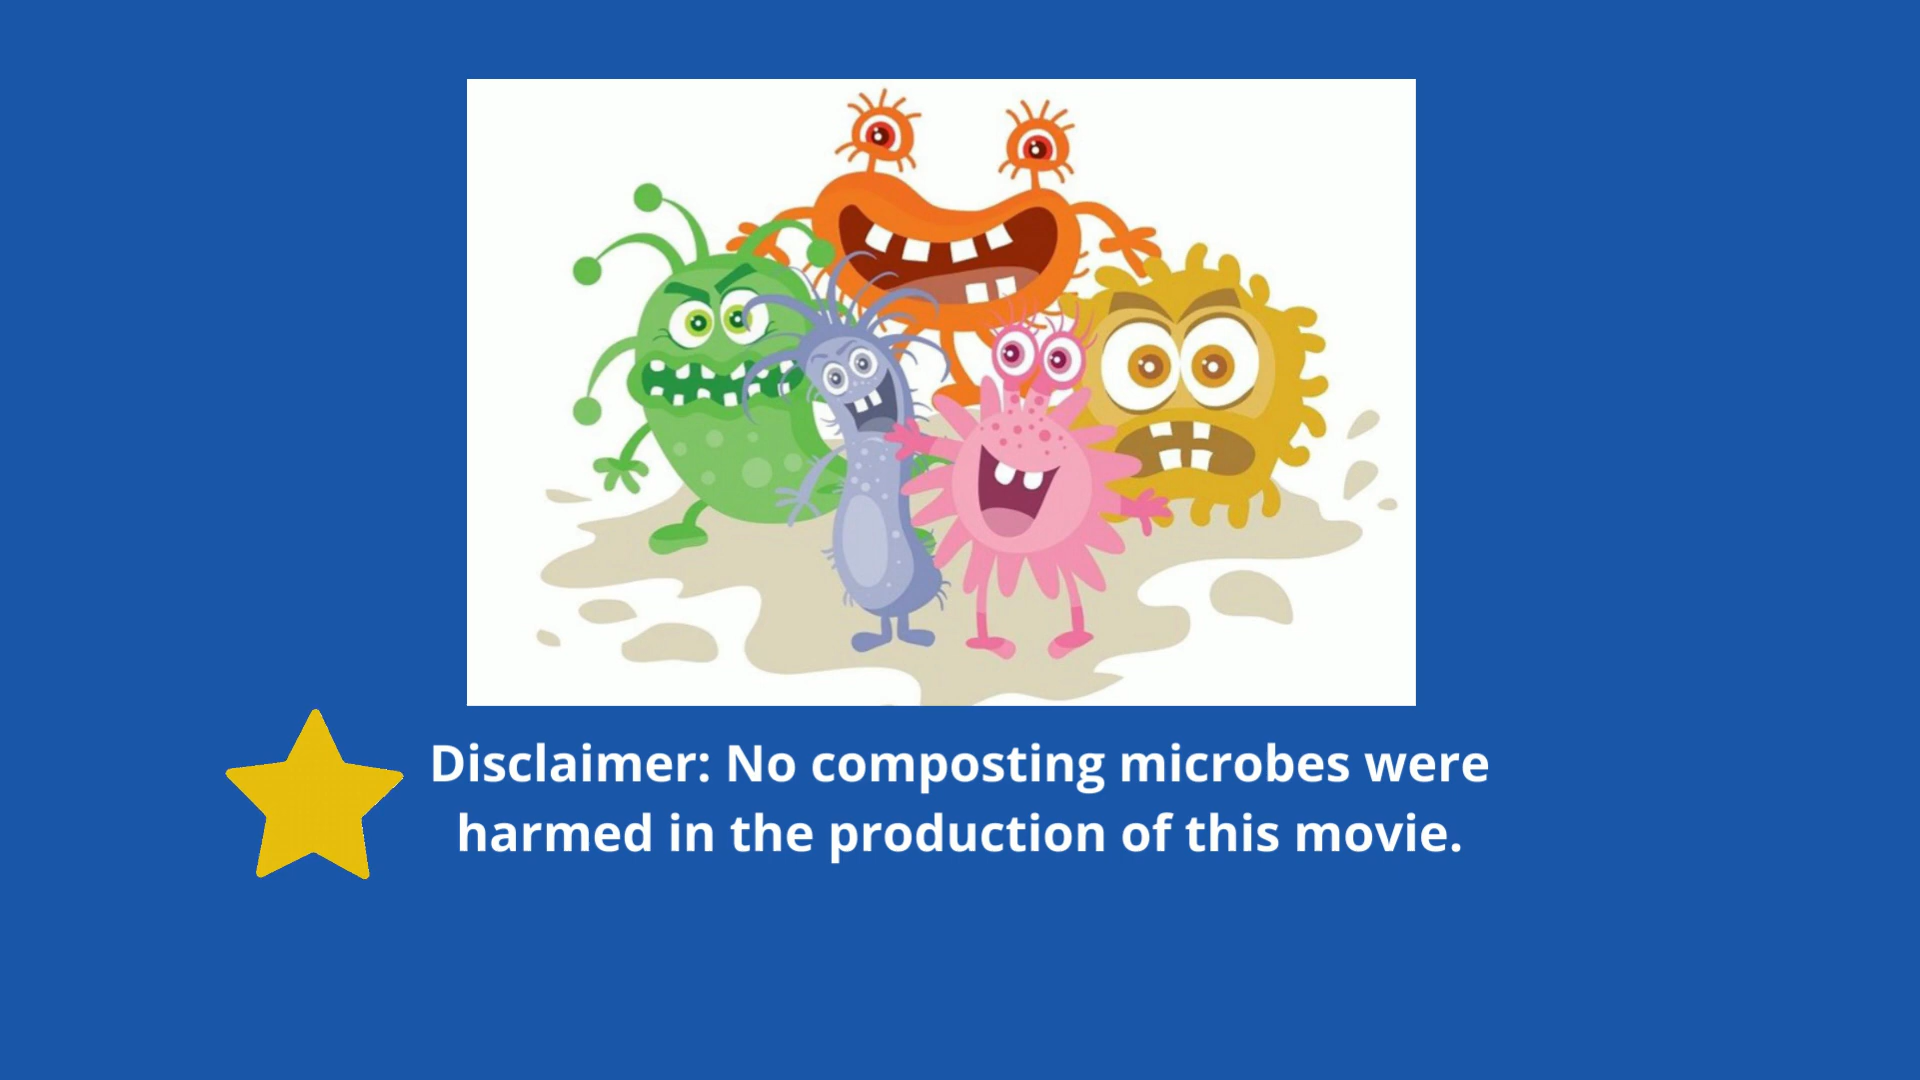 Disclaimer: No composting microbes were
harmed in the production of this movie.